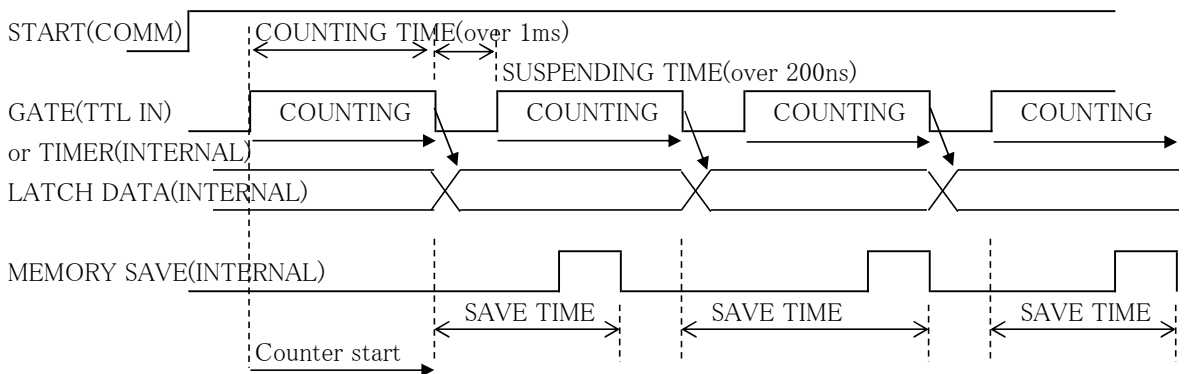 START(COMM)
COUNTING TIME(over 1ms)
SUSPENDING TIME(over 200ns)
GATE(TTL IN)
COUNTING COUNTING COUNTING COUNTING
or TIMER(INTERNAL)
LATCH DATA(INTERNAL)
MEMORY SAVE(INTERNAL)
SAVE TIME SAVE TIME SAVE TIME
Counter start